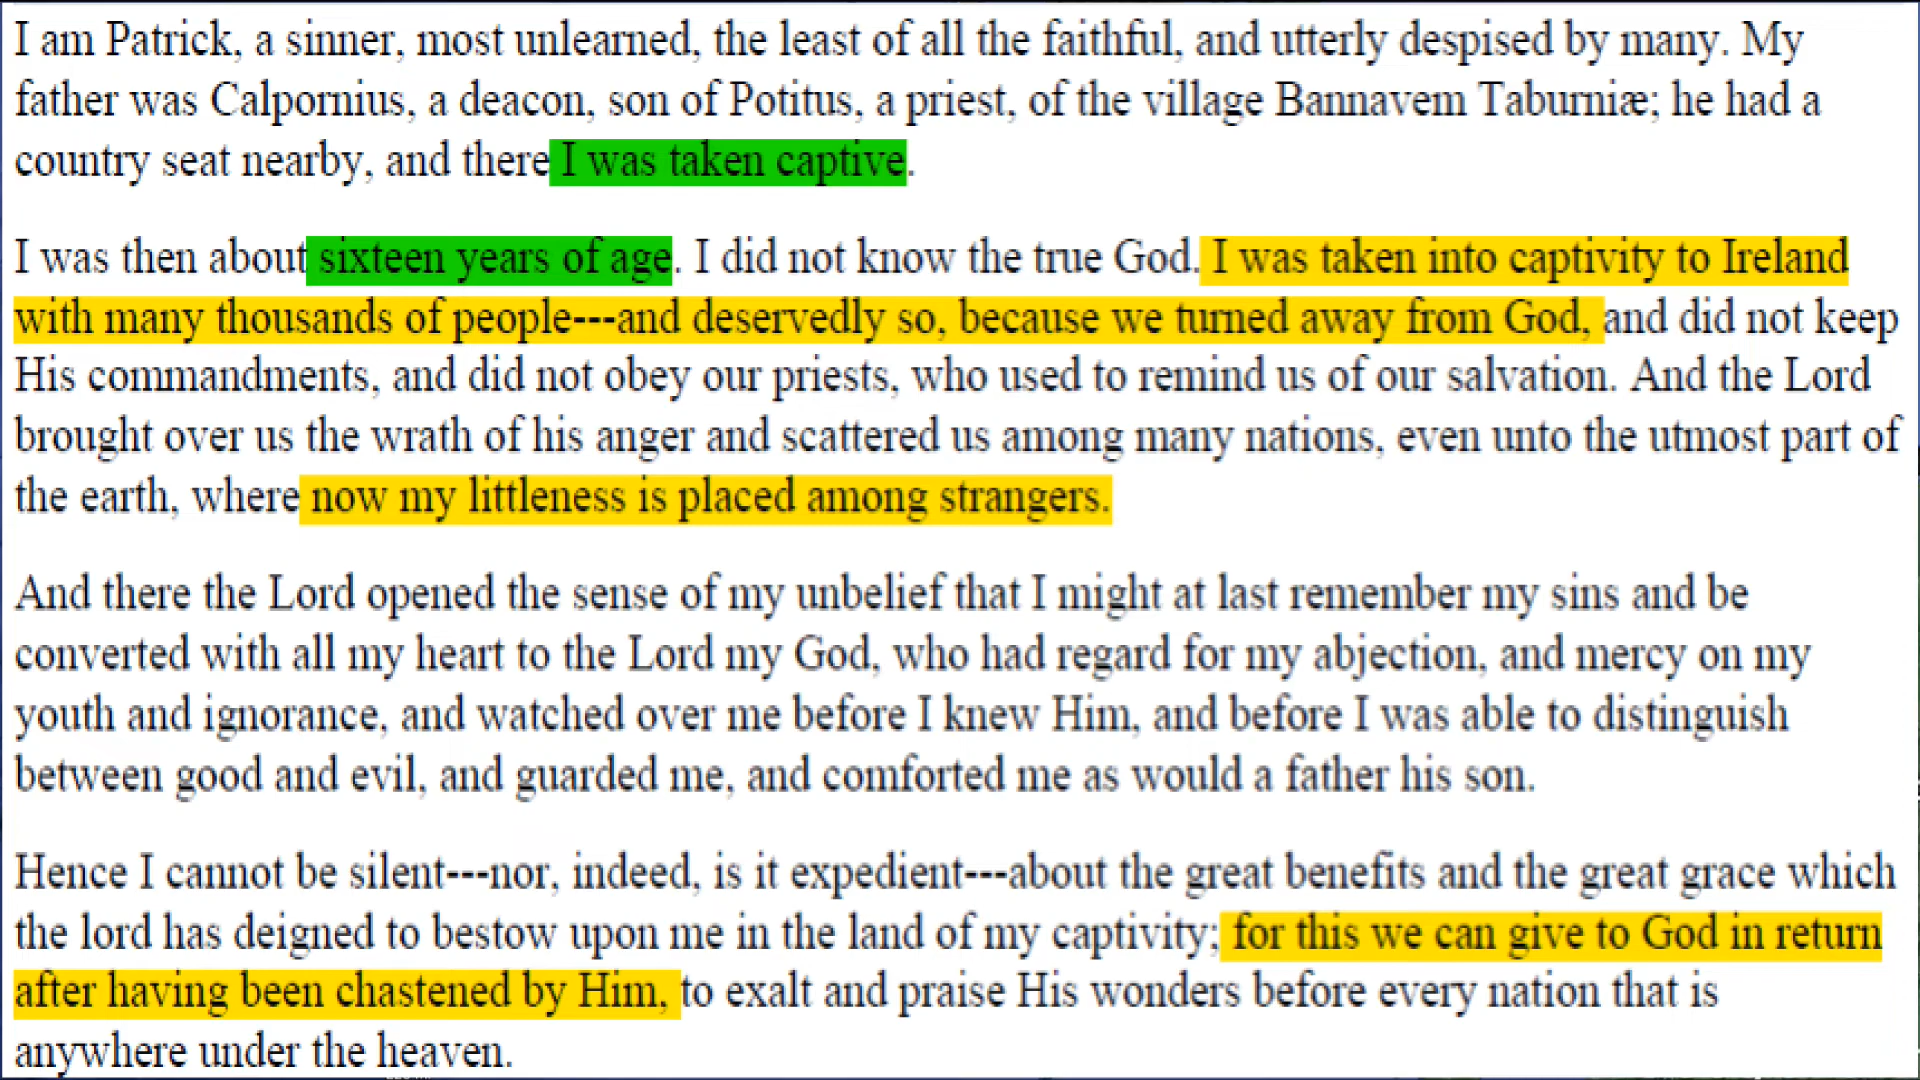 I am Patrick, a sinner, most unlearned, the least of all the faithful, and utterly despised by many. My
father was Calpornius, a deacon, son of Potitus, a priest, of the village Bannavem Taburniæ; he had a
country seat nearby, and there I was taken captive.
I was then about sixteen years of age. I did not know the true God. I was taken into captivity to Ireland
with many thousands of people---and deservedly so, because we turned away from God, and did not keep
His commandments, and did not obey our priests, who used to remind us of our salvation. And the Lord
brought over us the wrath of his anger and scattered us among many nations, even unto the utmost part of
the earth, where now my littleness is placed among strangers.
And there the Lord opened the sense of my unbelief that I might at last remember my sins and be
converted with all my heart to the Lord my God, who had regard for my abjection, and mercy on my
youth and ignorance, and watched over me before I knew Him, and before I was able to distinguish
between good and evil, and guarded me, and comforted me as would a father his son.
Hence I cannot be silent---nor, indeed, is it expedient---about the great benefits and the great grace which
the lord has deigned to bestow upon me in the land of my captivity; for this we can give to God in return
after having been chastened by Him, to exalt and praise His wonders before every nation that is
anywhere under the heaven.